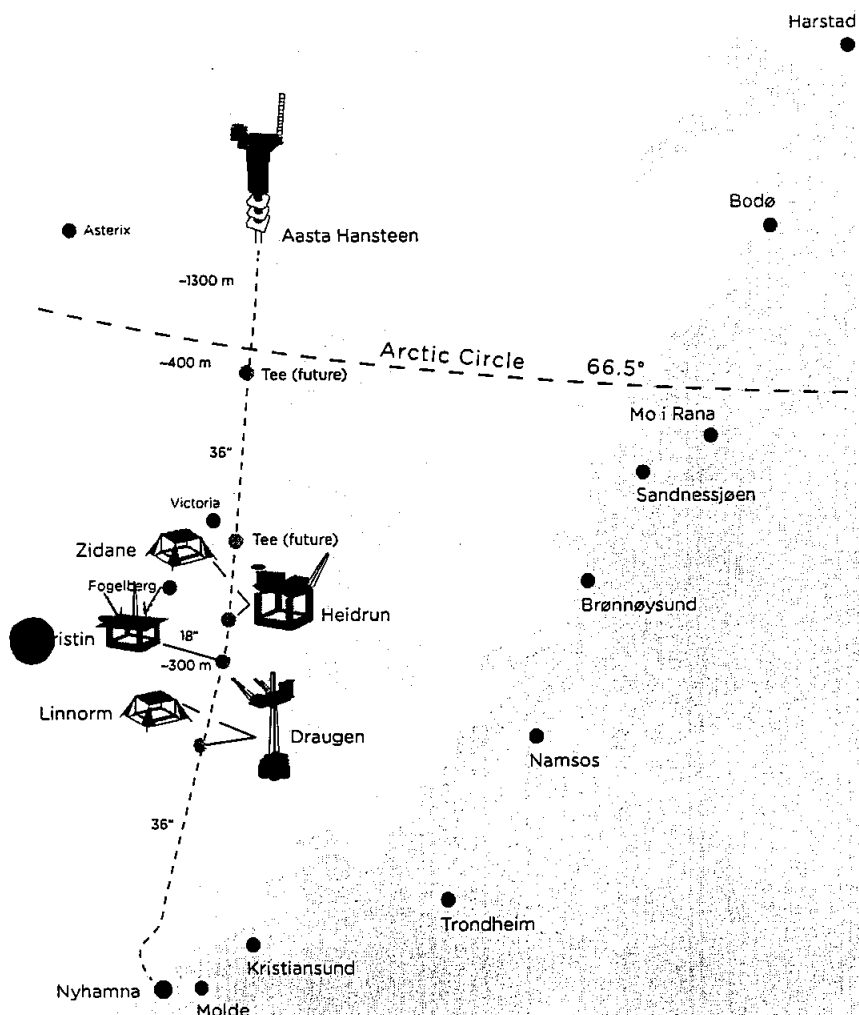 Harstad
Bodø
Asterix
Aasta Hansteen
~1300 m
Arctic Circle 66.5°
~400 m
Tee (future)
Mo i Rana
36"
Sandnessjøen
Victoria
Tee (future)
Zidane
Fogelberg
Brønnøysund
Heidrun
ristin
18"
~300 m
Linnorm
Draugen
Namsos
36"
Trondheim
Kristiansund
Nyhamna
Molde